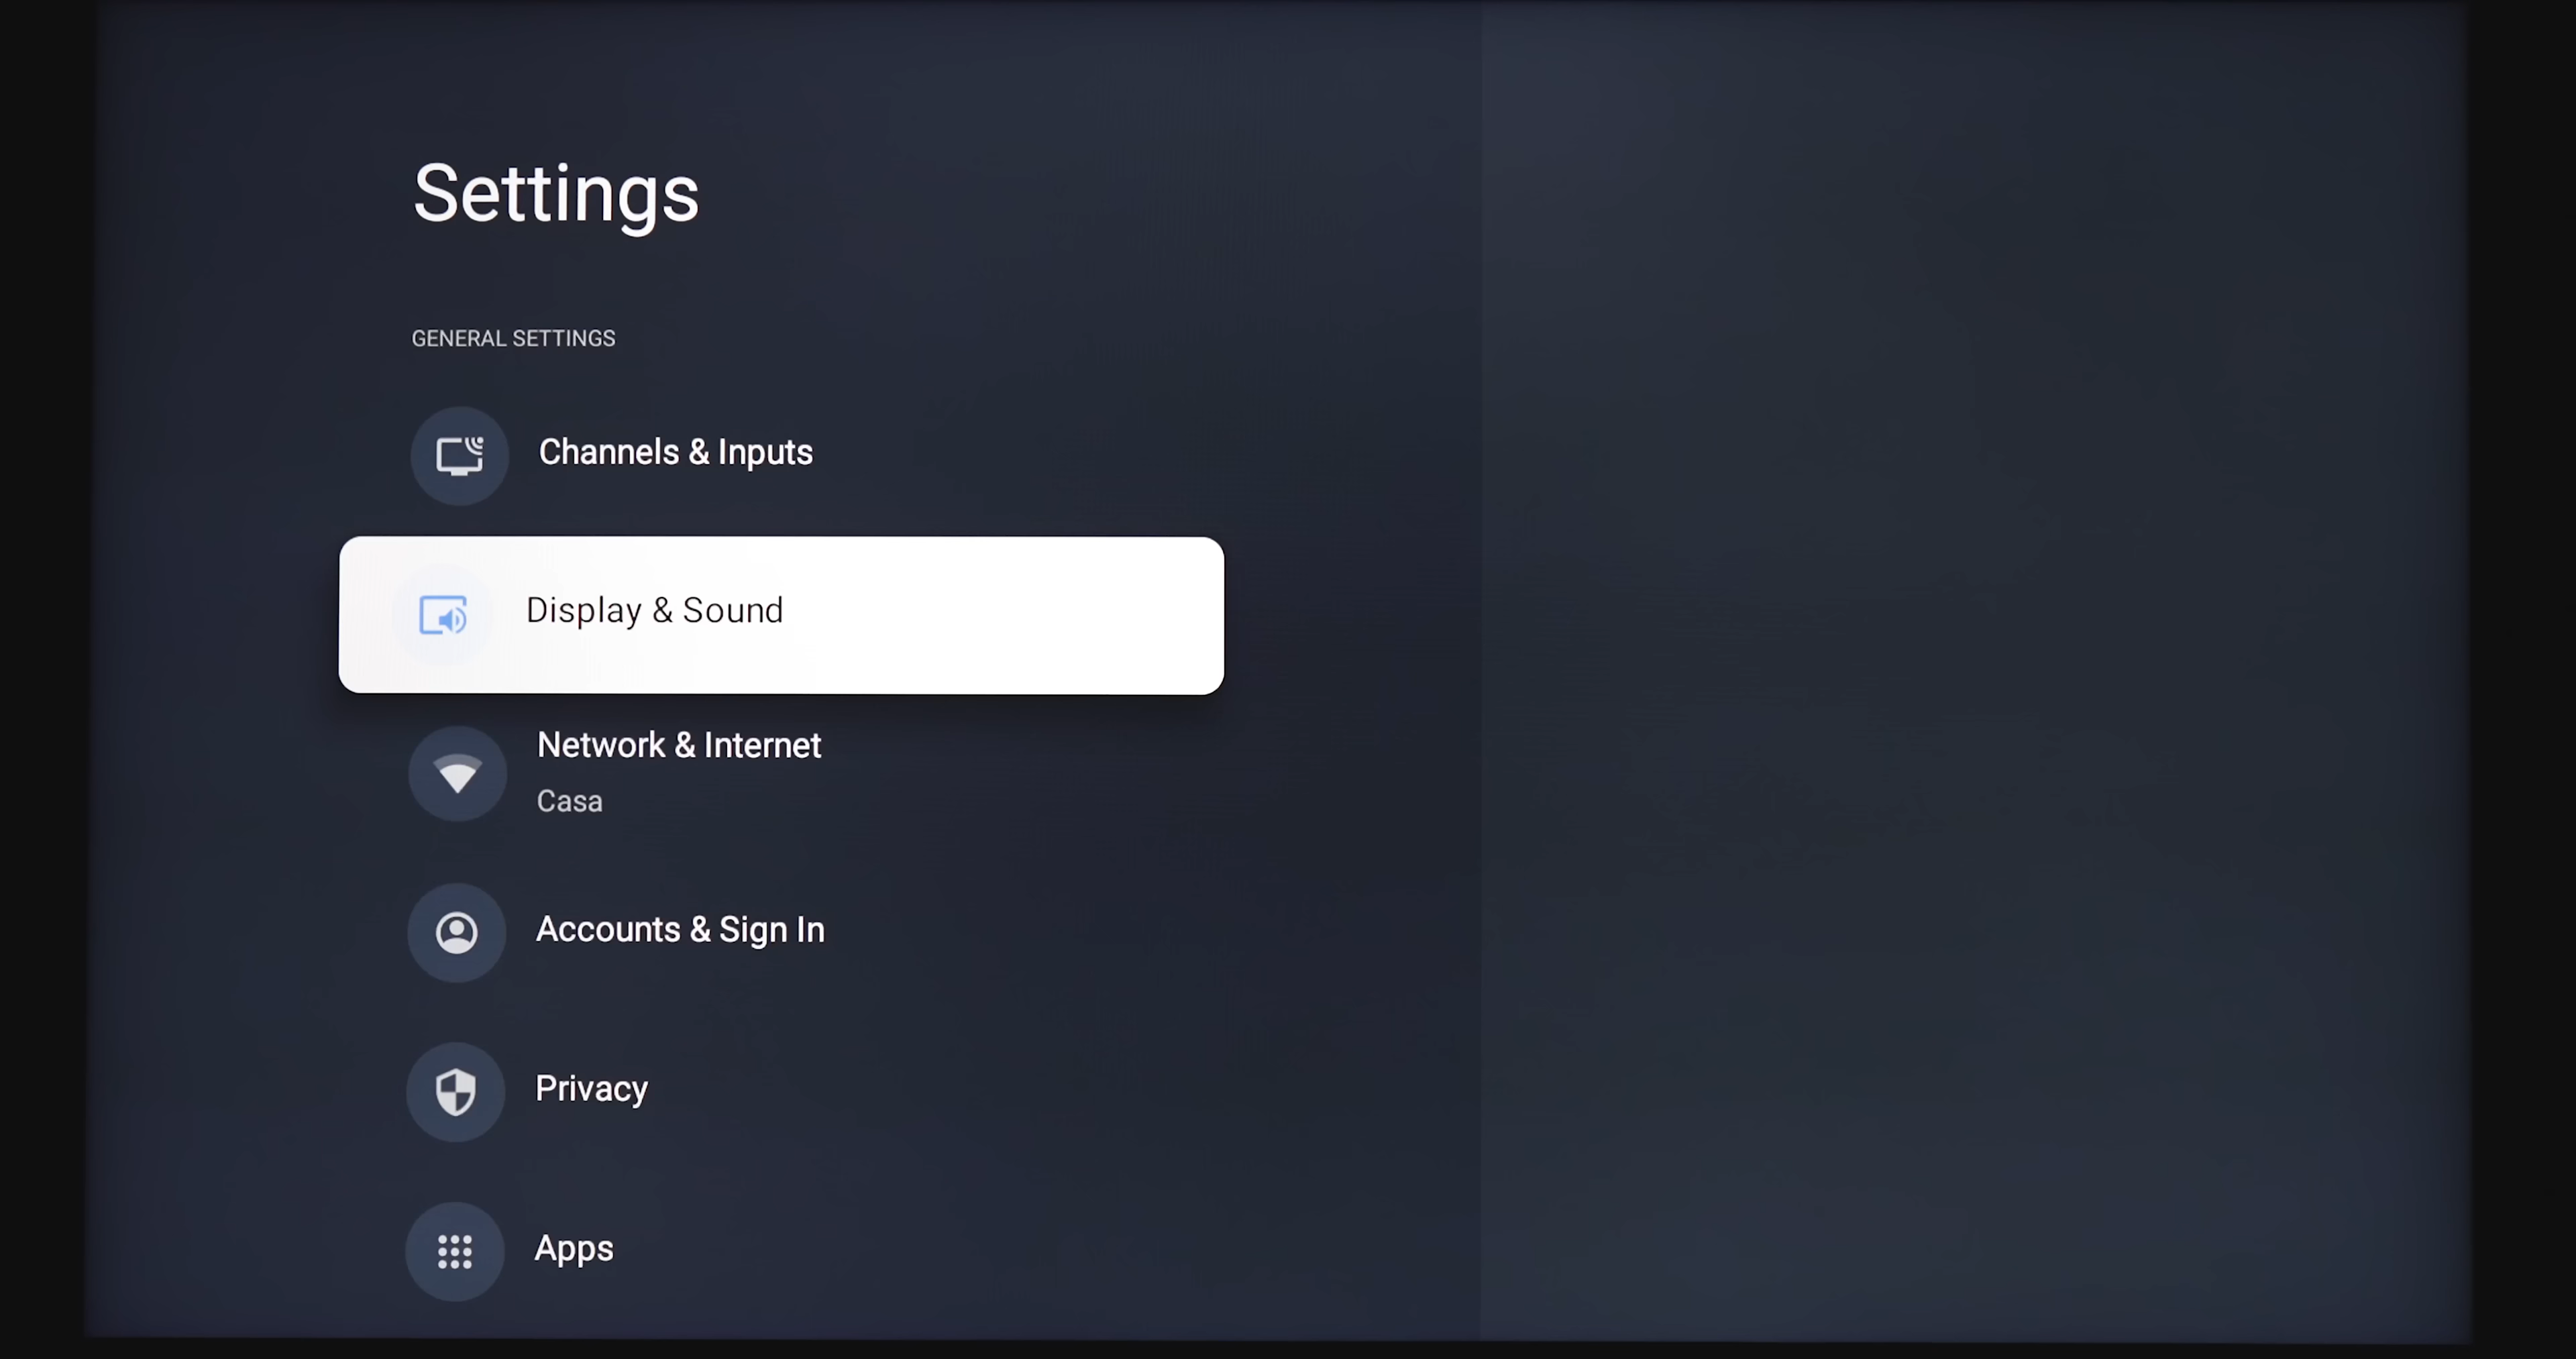 Settings
GENERAL SETTINGS
Channels & Inputs
Display & Sound
Network & Internet
Casa
Accounts & Sign In
Privacy
Apps